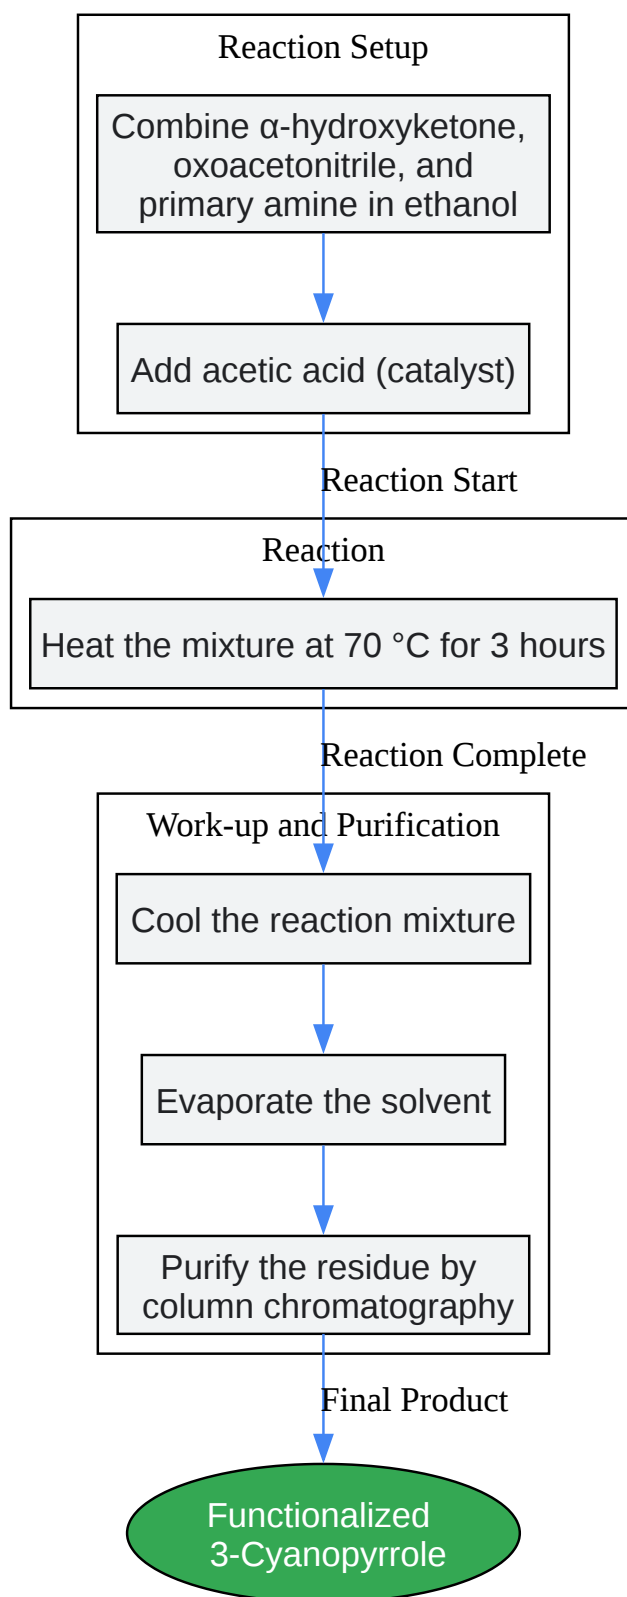 Reaction Setup
Combine α-hydroxyketone,
oxoacetonitrile, and
primary amine in ethanol
Add acetic acid (catalyst)
Reaction Start
Reaction
Heat the mixture at 70 °C for 3 hours
Reaction Complete
Work-up and Purification
Cool the reaction mixture
Evaporate the solvent
Purify the residue by
column chromatography
Final Product
Functionalized
3-Cyanopyrrole